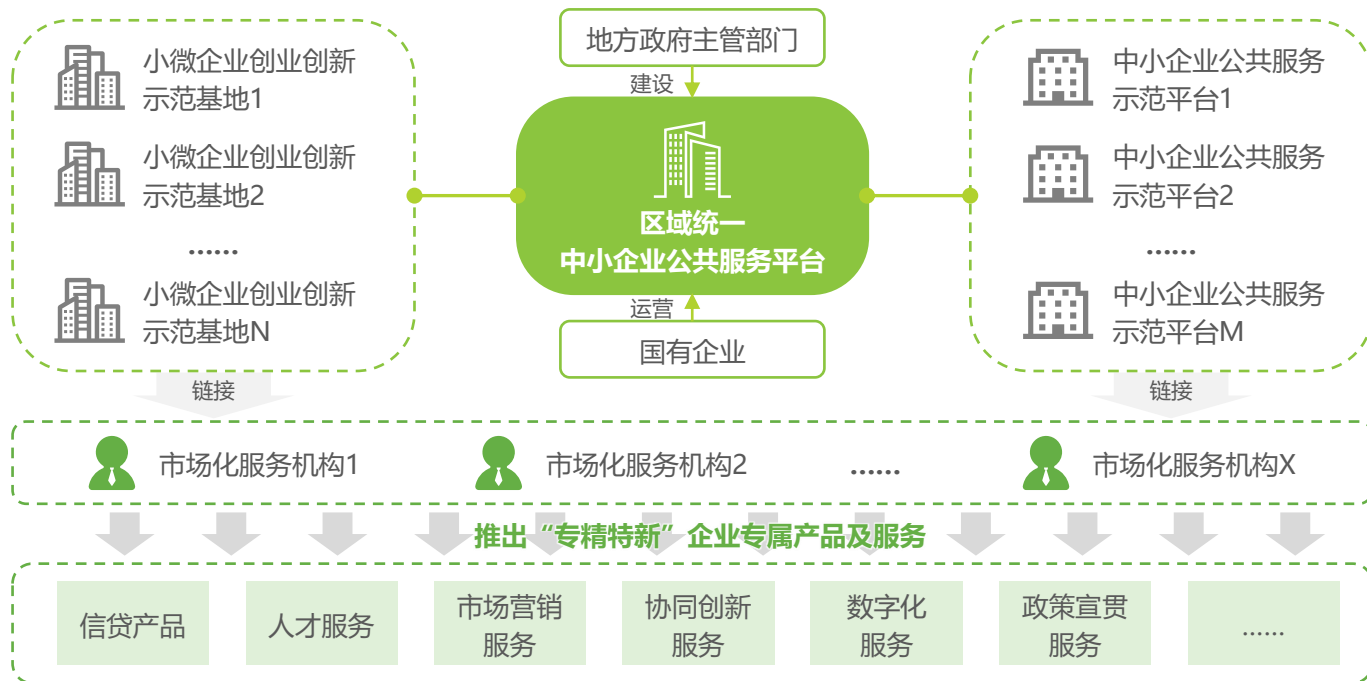 小微企业创业创新
示范基地1
小微企业创业创新
示范基地2
......
小微企业创业创新
示范基地N
地方政府主管部门
建设
区域统一
中小企业公共服务平台
运营
国有企业
中小企业公共服务
示范平台1
中小企业公共服务
示范平台2
......
中小企业公共服务
示范平台M
链接
链接
市场化服务机构1
市场化服务机构2
......
市场化服务机构X
推出“专精特新”企业专属产品及服务
信贷产品
人才服务
市场营销
服务
协同创新
服务
数字化
服务
政策宣贯
服务
......